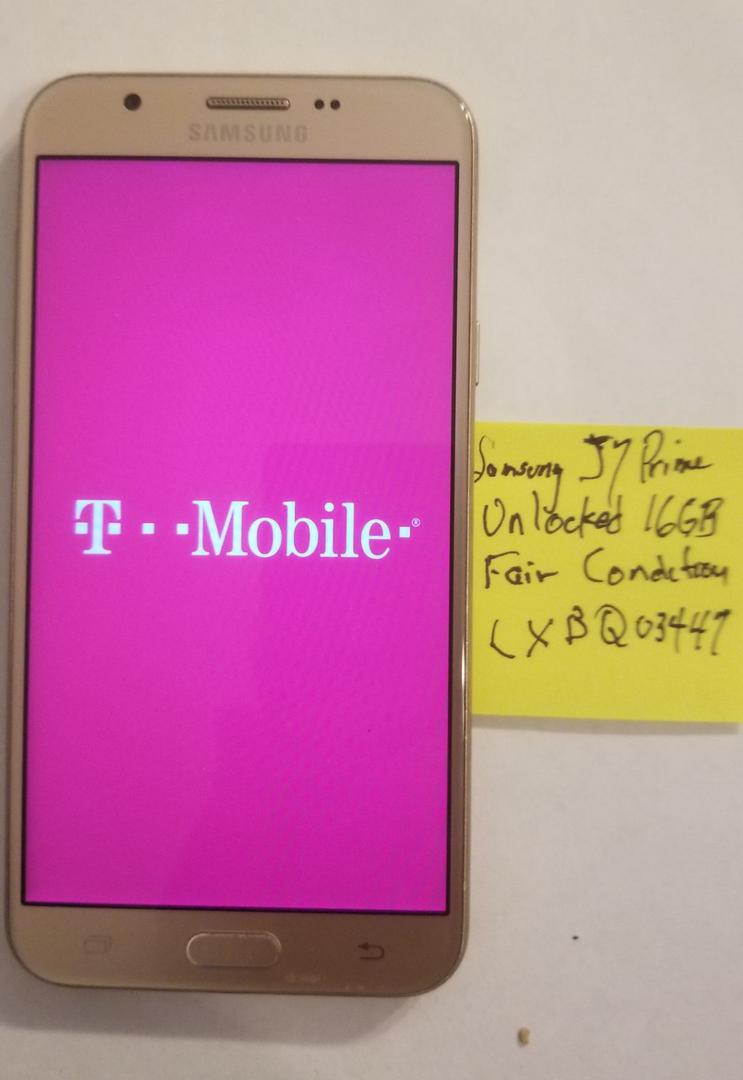 SAMSUNG
T··Mobile·®
Samsung J7 Prime
Unlocked 16GB
Fair Condition
LXBQ03447